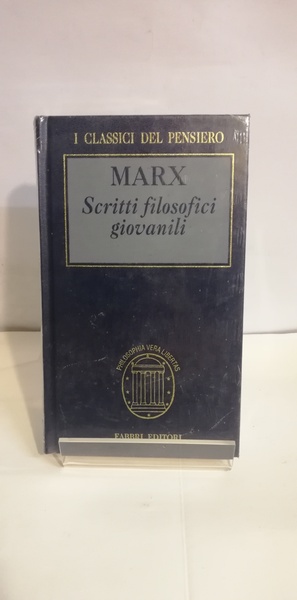 I CLASSICI DEL PENSIERO
MARX
Scritti filosofici
giovanili
PHILOSOPHIA VERA LIBERTAS
FABBRI EDITORI